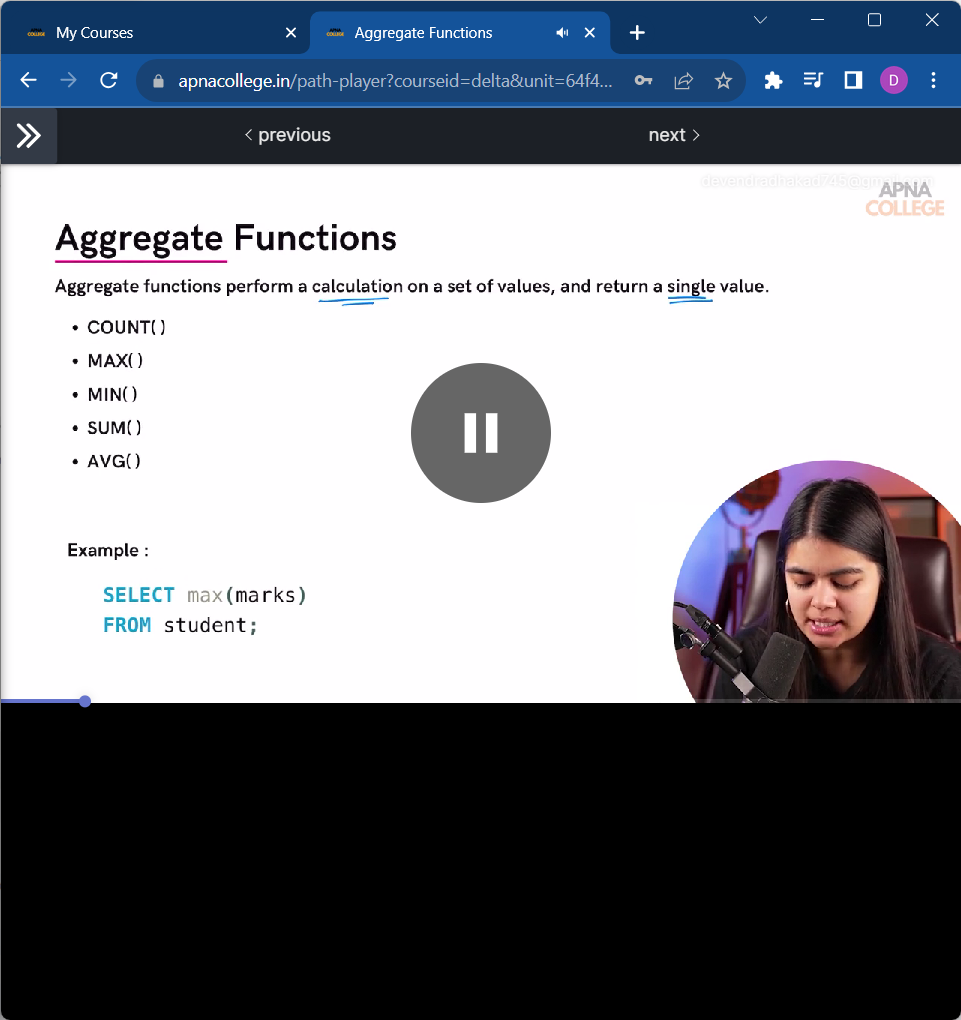 My Courses
Aggregate Functions
apnacollege.in/path-player?courseid=delta&unit=64f4...
D
< previous
next >
devendradhakad745@gmail.com
APNA
COLLEGE
Aggregate Functions
Aggregate functions perform a calculation on a set of values, and return a single value.
• COUNT( )
• MAX( )
• MIN( )
• SUM( )
• AVG( )
Example :
SELECT max(marks)
FROM student;